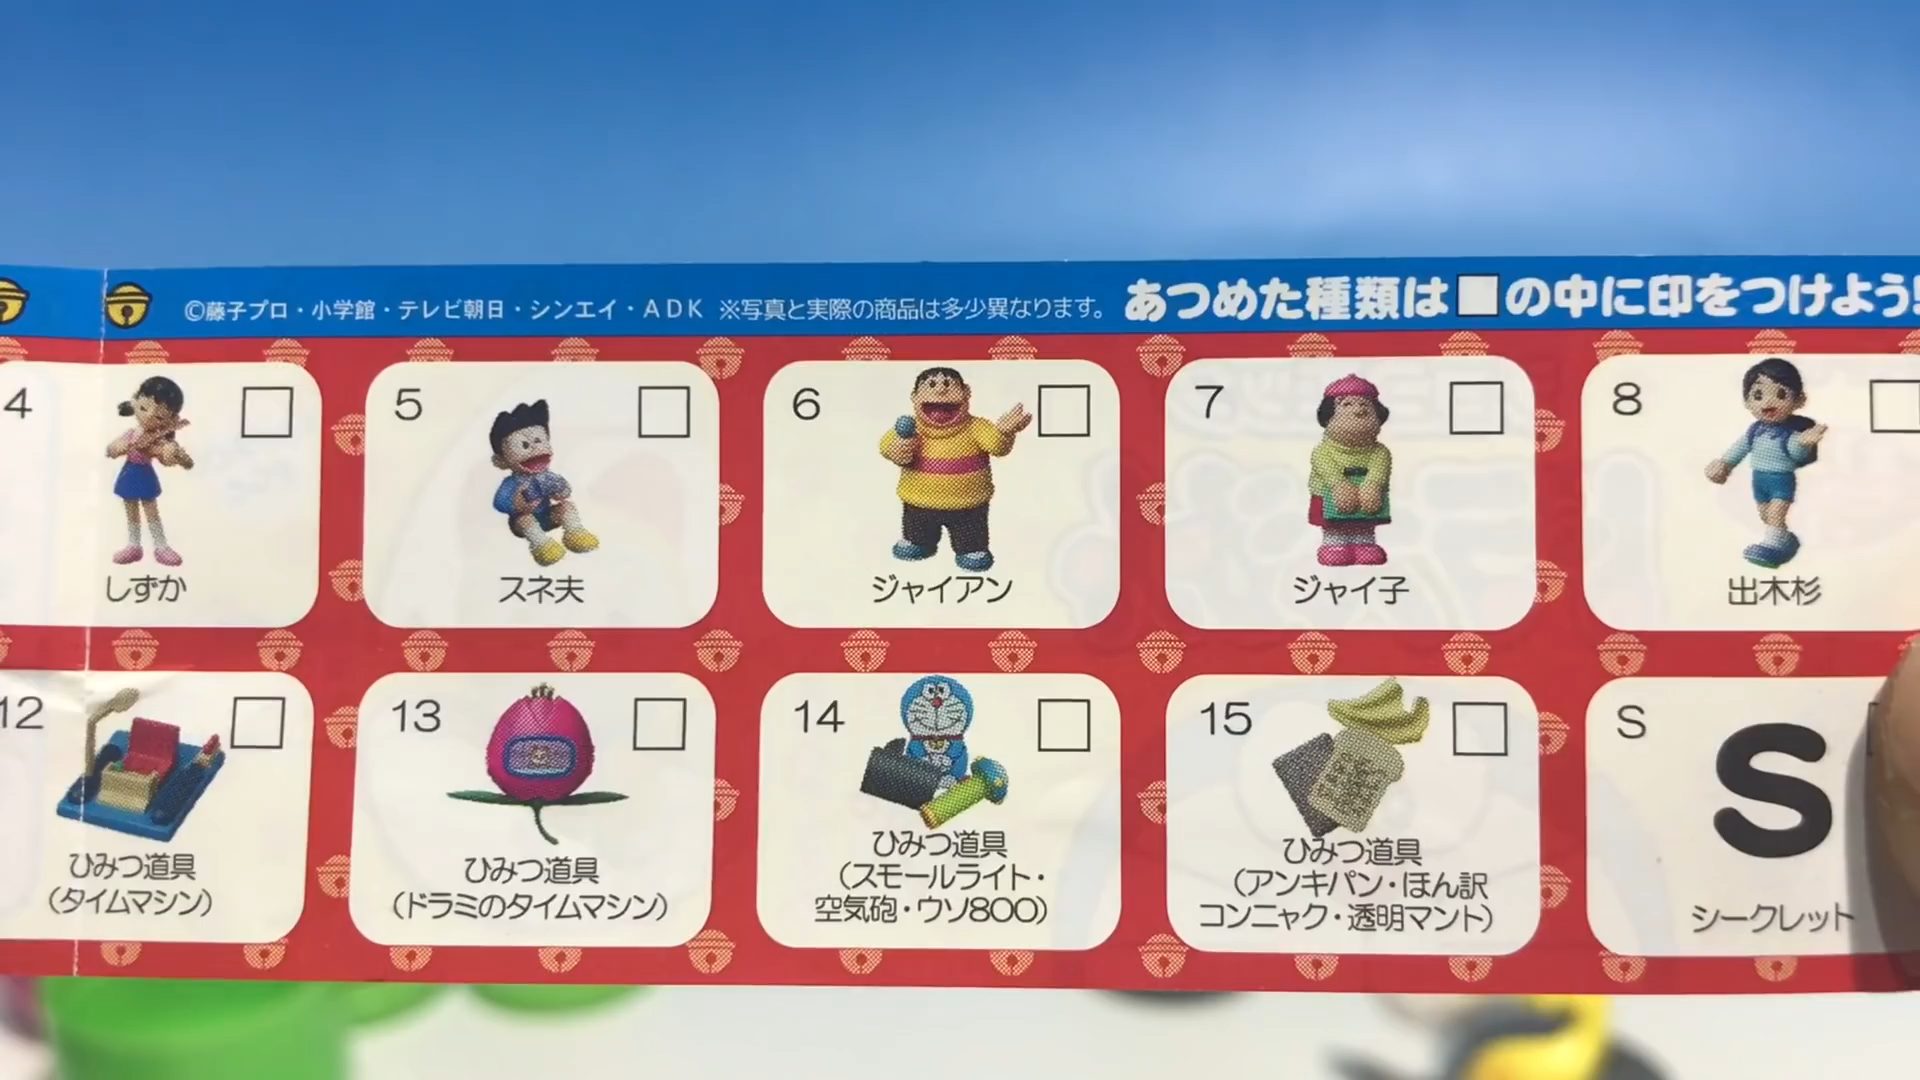 ©藤子プロ・小学館・テレビ朝日・シンエイ・ADK ※写真と実際の商品は多少異なります。
あつめた種類は□の中に印をつけよう!!
4
しずか
5
スネ夫
6
ジャイアン
7
ジャイ子
8
出木杉
12
ひみつ道具
(タイムマシン)
13
ひみつ道具
(ドラミのタイムマシン)
14
ひみつ道具
(スモールライト・
空気砲・ウソ800)
15
ひみつ道具
(アンキパン・ほん訳
コンニャク・透明マント)
S
S
シークレット